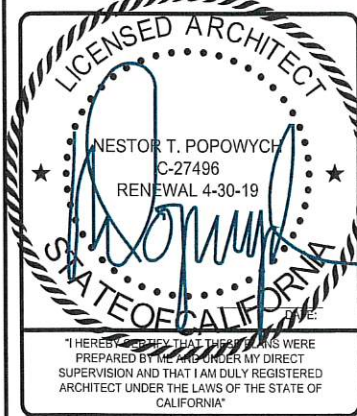 LICENSED ARCHITECT
NESTOR T. POPOWYCH
C-27496
RENEWAL 4-30-19
Popowych
STATE OF CALIFORNIA
DATE:
"I HEREBY CERTIFY THAT THESE PLANS WERE
PREPARED BY ME AND UNDER MY DIRECT
SUPERVISION AND THAT I AM DULY REGISTERED
ARCHITECT UNDER THE LAWS OF THE STATE OF
CALIFORNIA"